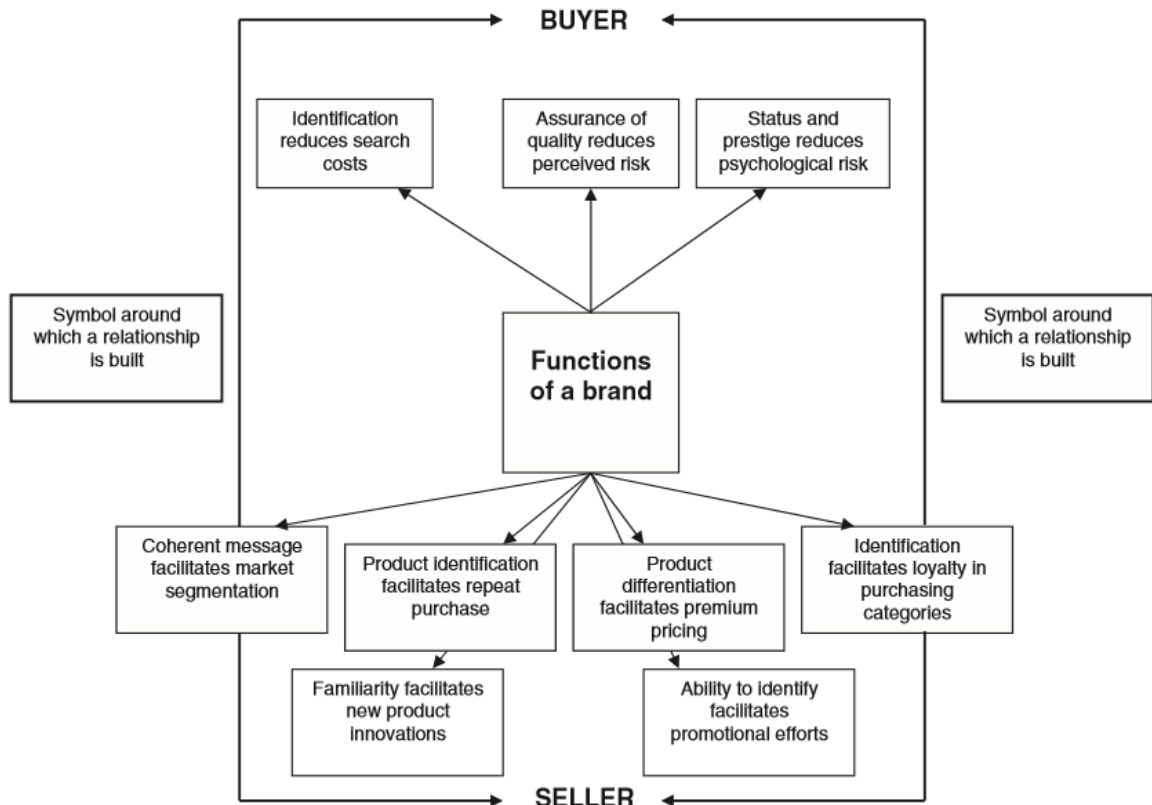 BUYER
Identification
reduces search
costs
Assurance of
quality reduces
perceived risk
Status and
prestige reduces
psychological risk
Symbol around
which a relationship
is built
Functions
of a brand
Symbol around
which a relationship
is built
Coherent message
facilitates market
segmentation
Product identification
facilitates repeat
purchase
Product
differentiation
facilitates premium
pricing
Identification
facilitates loyalty in
purchasing
categories
Familiarity facilitates
new product
innovations
Ability to identify
facilitates
promotional efforts
SELLER